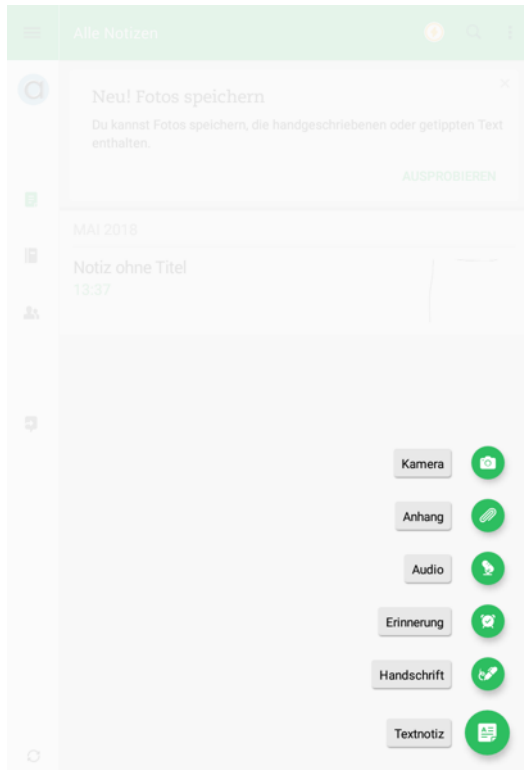 Alle Notizen
Neu! Fotos speichern
Du kannst Fotos speichern, die handgeschriebenen oder getippten Text
enthalten.
AUSPROBIEREN
MAI 2018
Notiz ohne Titel
13:37
Kamera
Anhang
Audio
Erinnerung
Handschrift
Textnotiz